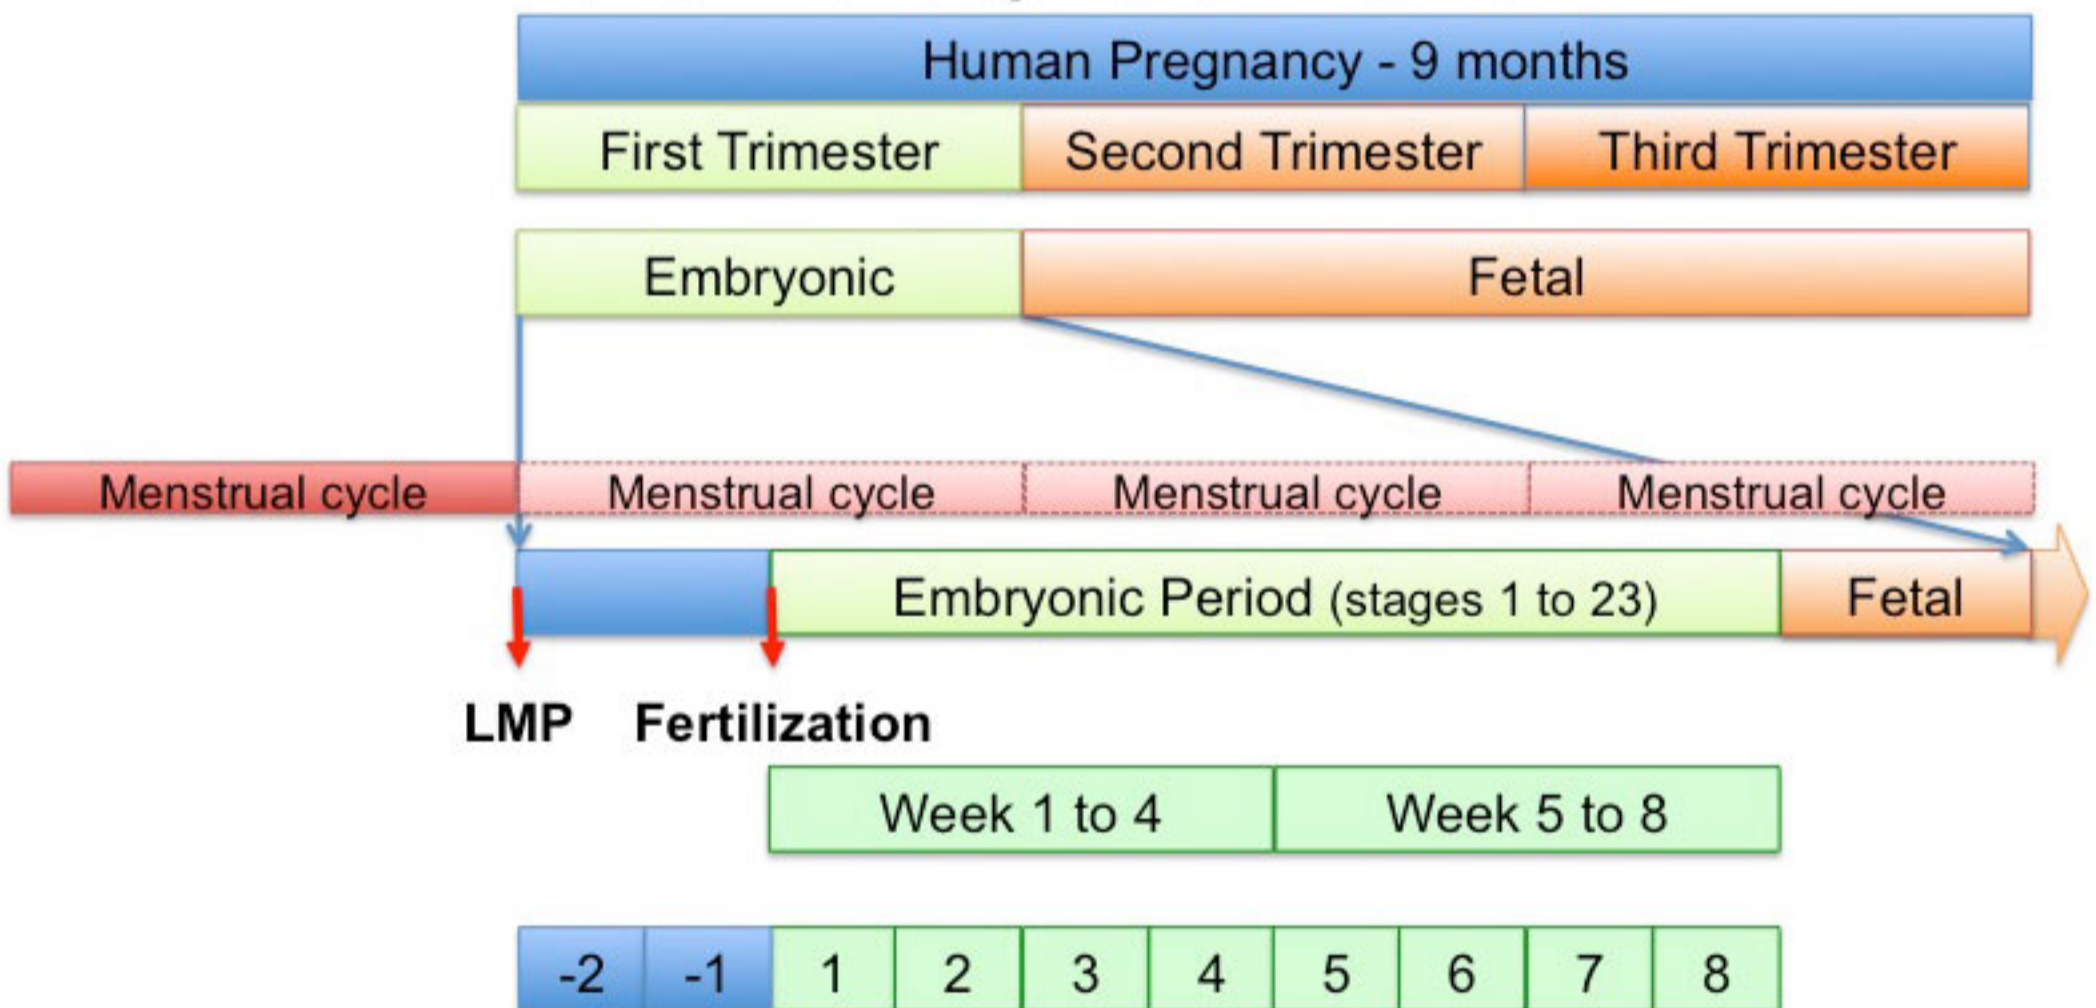 Human Pregnancy - 9 months
First Trimester Second Trimester Third Trimester
Embryonic Fetal
Menstrual cycle Menstrual cycle Menstrual cycle Menstrual cycle
Embryonic Period (stages 1 to 23) Fetal
LMP Fertilization
Week 1 to 4 Week 5 to 8
-2 -1 1 2 3 4 5 6 7 8